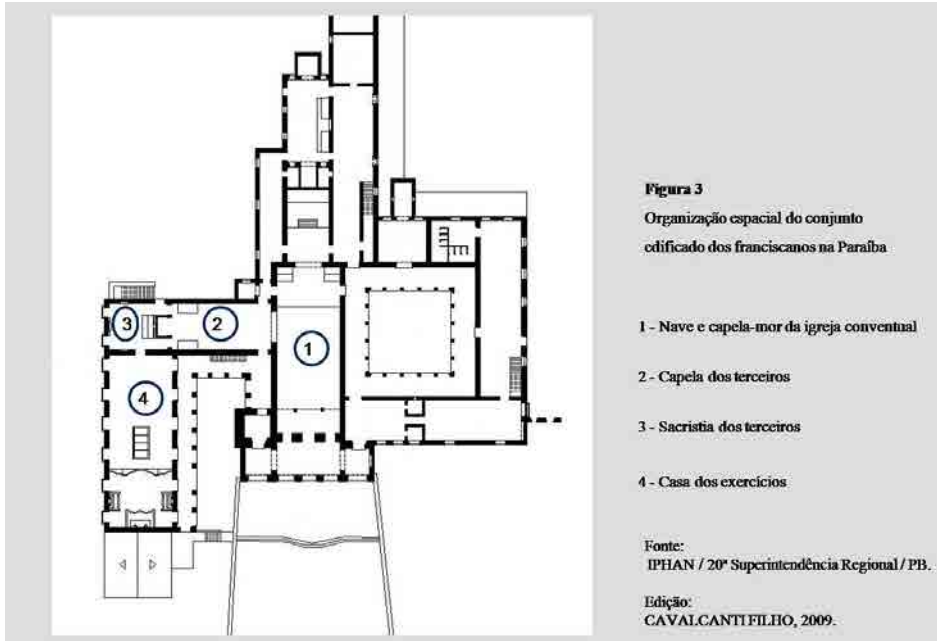 3
2
1
4
Figura 3
Organização espacial do conjunto
edificado dos franciscanos na Paraíba
1 - Nave e capela-mor da igreja conventual
2 - Capela dos terceiros
3 - Sacristia dos terceiros
4 - Casa dos exercícios
Fonte:
IPHAN / 20ª Superintendência Regional / PB.
Edição:
CAVALCANTI FILHO, 2009.